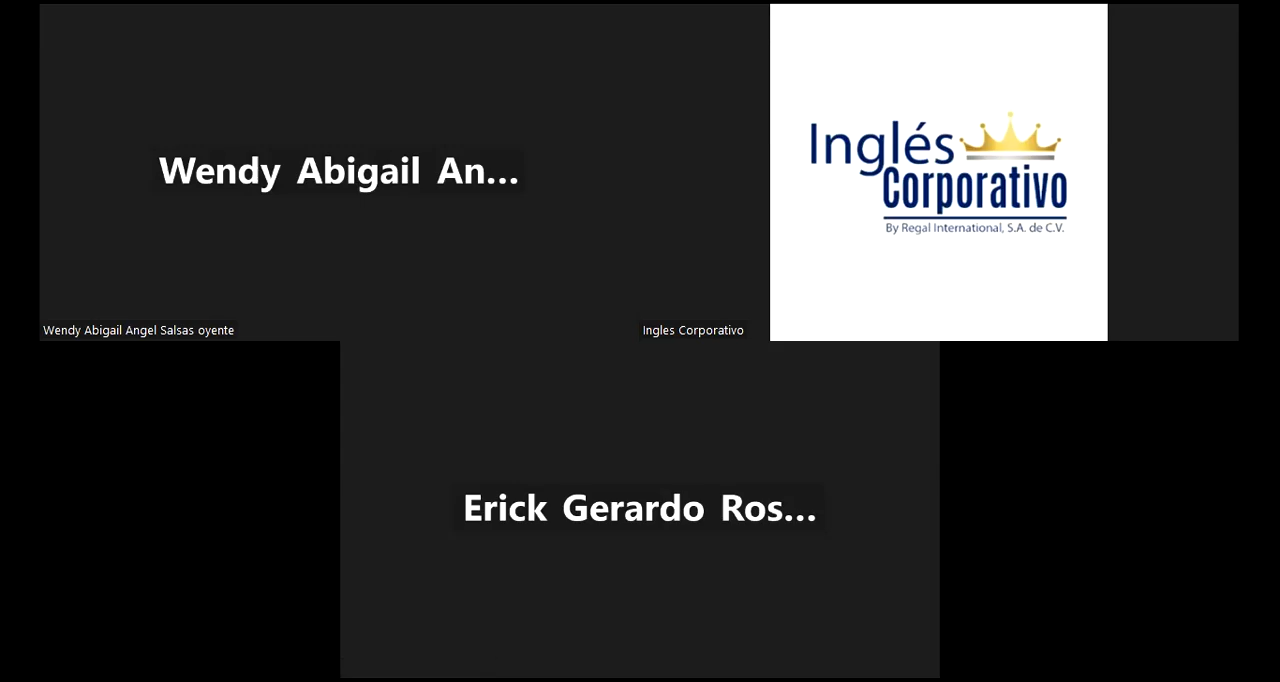 Wendy Abigail An...
Inglés
Corporativo
By Regal International, S.A. de C.V.
Wendy Abigail Angel Salsas oyente
Ingles Corporativo
Erick Gerardo Ros...